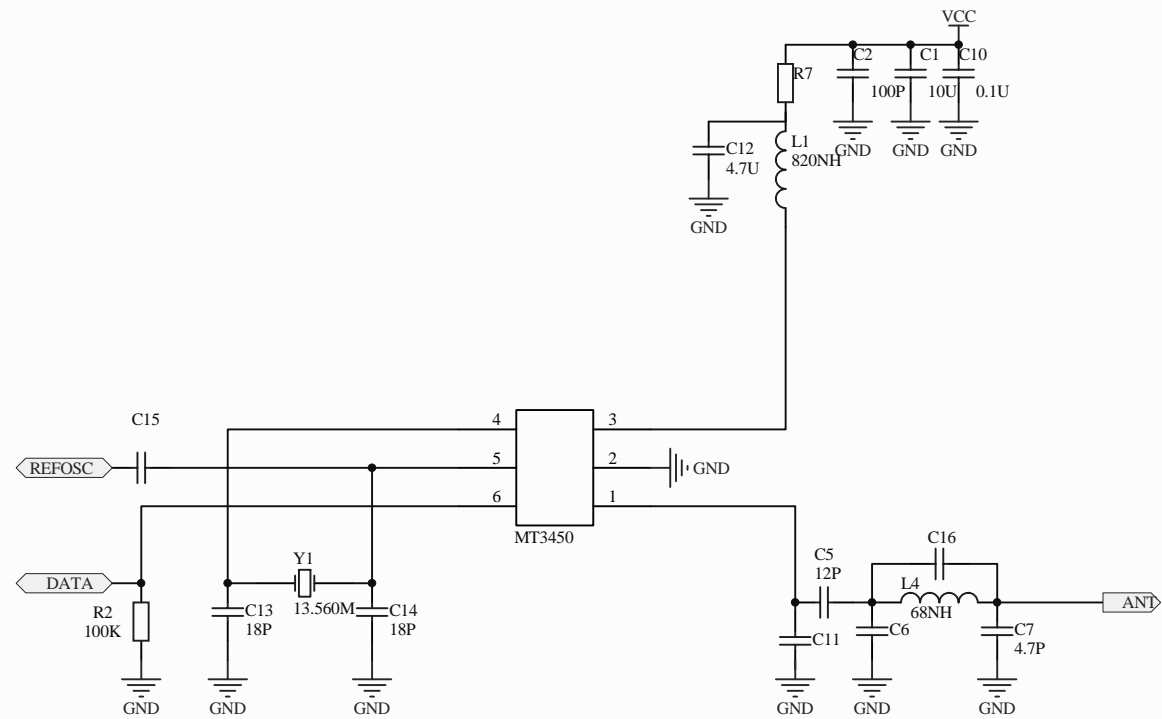 VCC
C2
C1
C10
R7
100P
10U
0.1U
C12
4.7U
L1
820NH
GND
GND
GND
GND
C15
4
3
REFOSC
5
2
GND
6
1
MT3450
DATA
Y1
13.560M
R2
100K
C13
18P
C14
18P
C5
12P
C16
L4
68NH
C11
C6
C7
4.7P
ANT
GND
GND
GND
GND
GND
GND